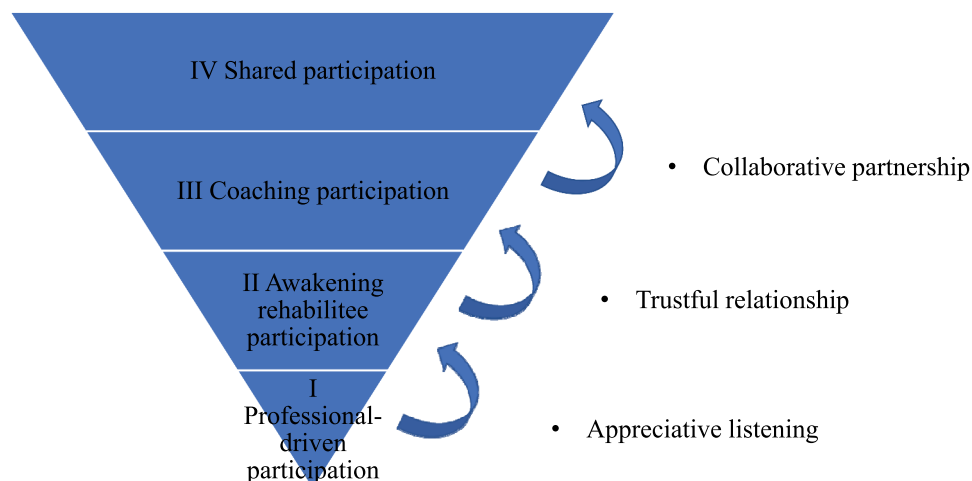 IV Shared participation
• Collaborative partnership
III Coaching participation
II Awakening
rehabilitee
participation
• Trustful relationship
I
Professional-
driven
participation
• Appreciative listening